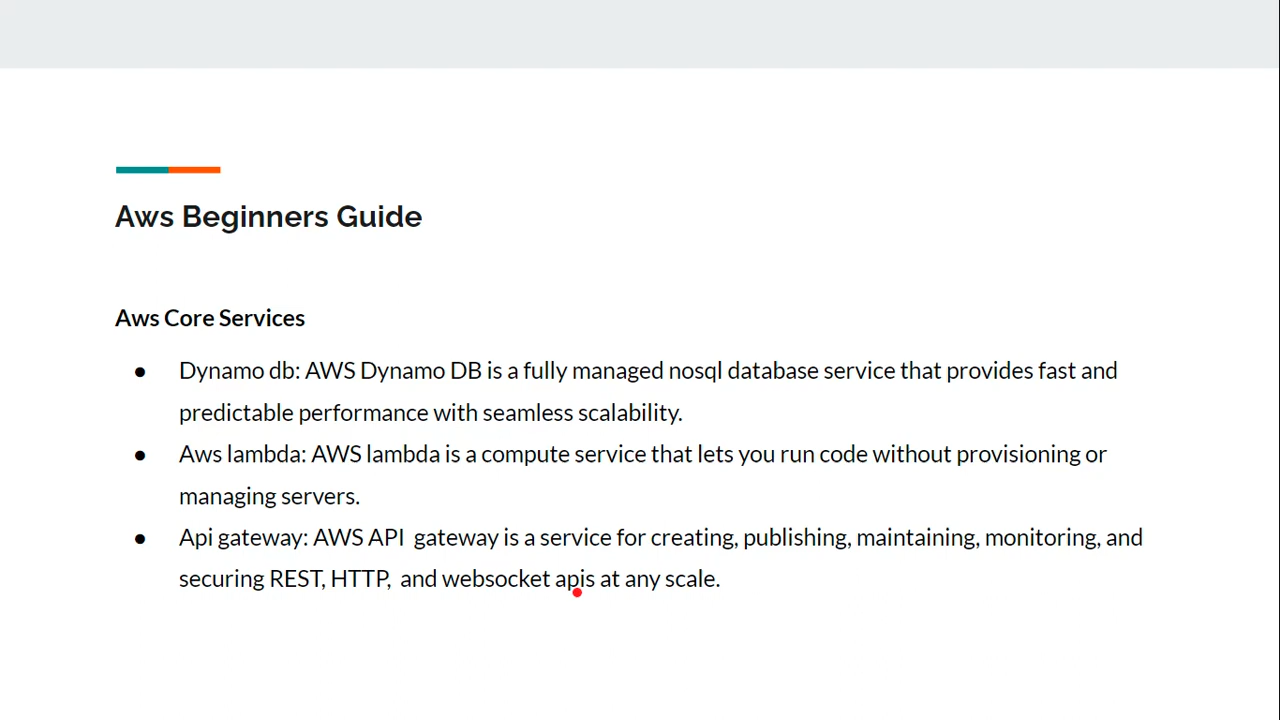 Aws Beginners Guide
Aws Core Services
● Dynamo db: AWS Dynamo DB is a fully managed nosql database service that provides fast and
predictable performance with seamless scalability.
● Aws lambda: AWS lambda is a compute service that lets you run code without provisioning or
managing servers.
● Api gateway: AWS API  gateway is a service for creating, publishing, maintaining, monitoring, and
securing REST, HTTP,  and websocket apis at any scale.